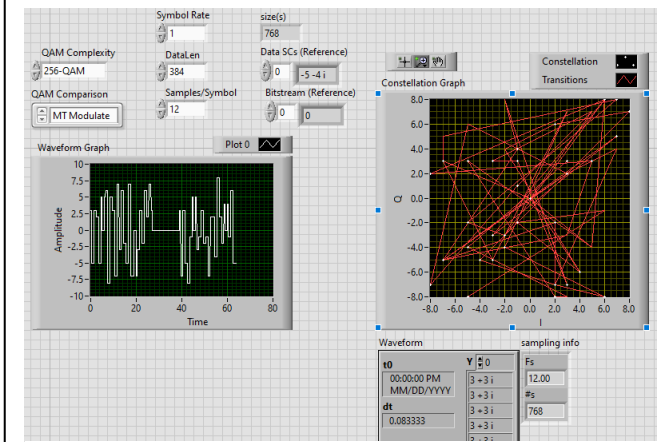 Symbol Rate
1
size(s)
768
QAM Complexity
256-QAM
DataLen
384
Data SCs (Reference)
0
-5 -4 i
QAM Comparison
MT Modulate
Samples/Symbol
12
Bitstream (Reference)
0
0
Constellation
Transitions
Constellation Graph
8.0
6.0
4.0
2.0
0.0
-2.0
-4.0
-6.0
-8.0
Q
-8.0 -6.0 -4.0 -2.0 0.0 2.0 4.0 6.0 8.0
I
Waveform Graph
Plot 0
10
7.5
5
2.5
0
-2.5
-5
-7.5
-10
Amplitude
0 20 40 60 80
Time
Waveform
t0
00:00:00 PM
MM/DD/YYYY
dt
0.083333
Y 0
3 +3 i
3 +3 i
3 +3 i
3 +3 i
3 +3 i
sampling info
Fs
12.00
#s
768